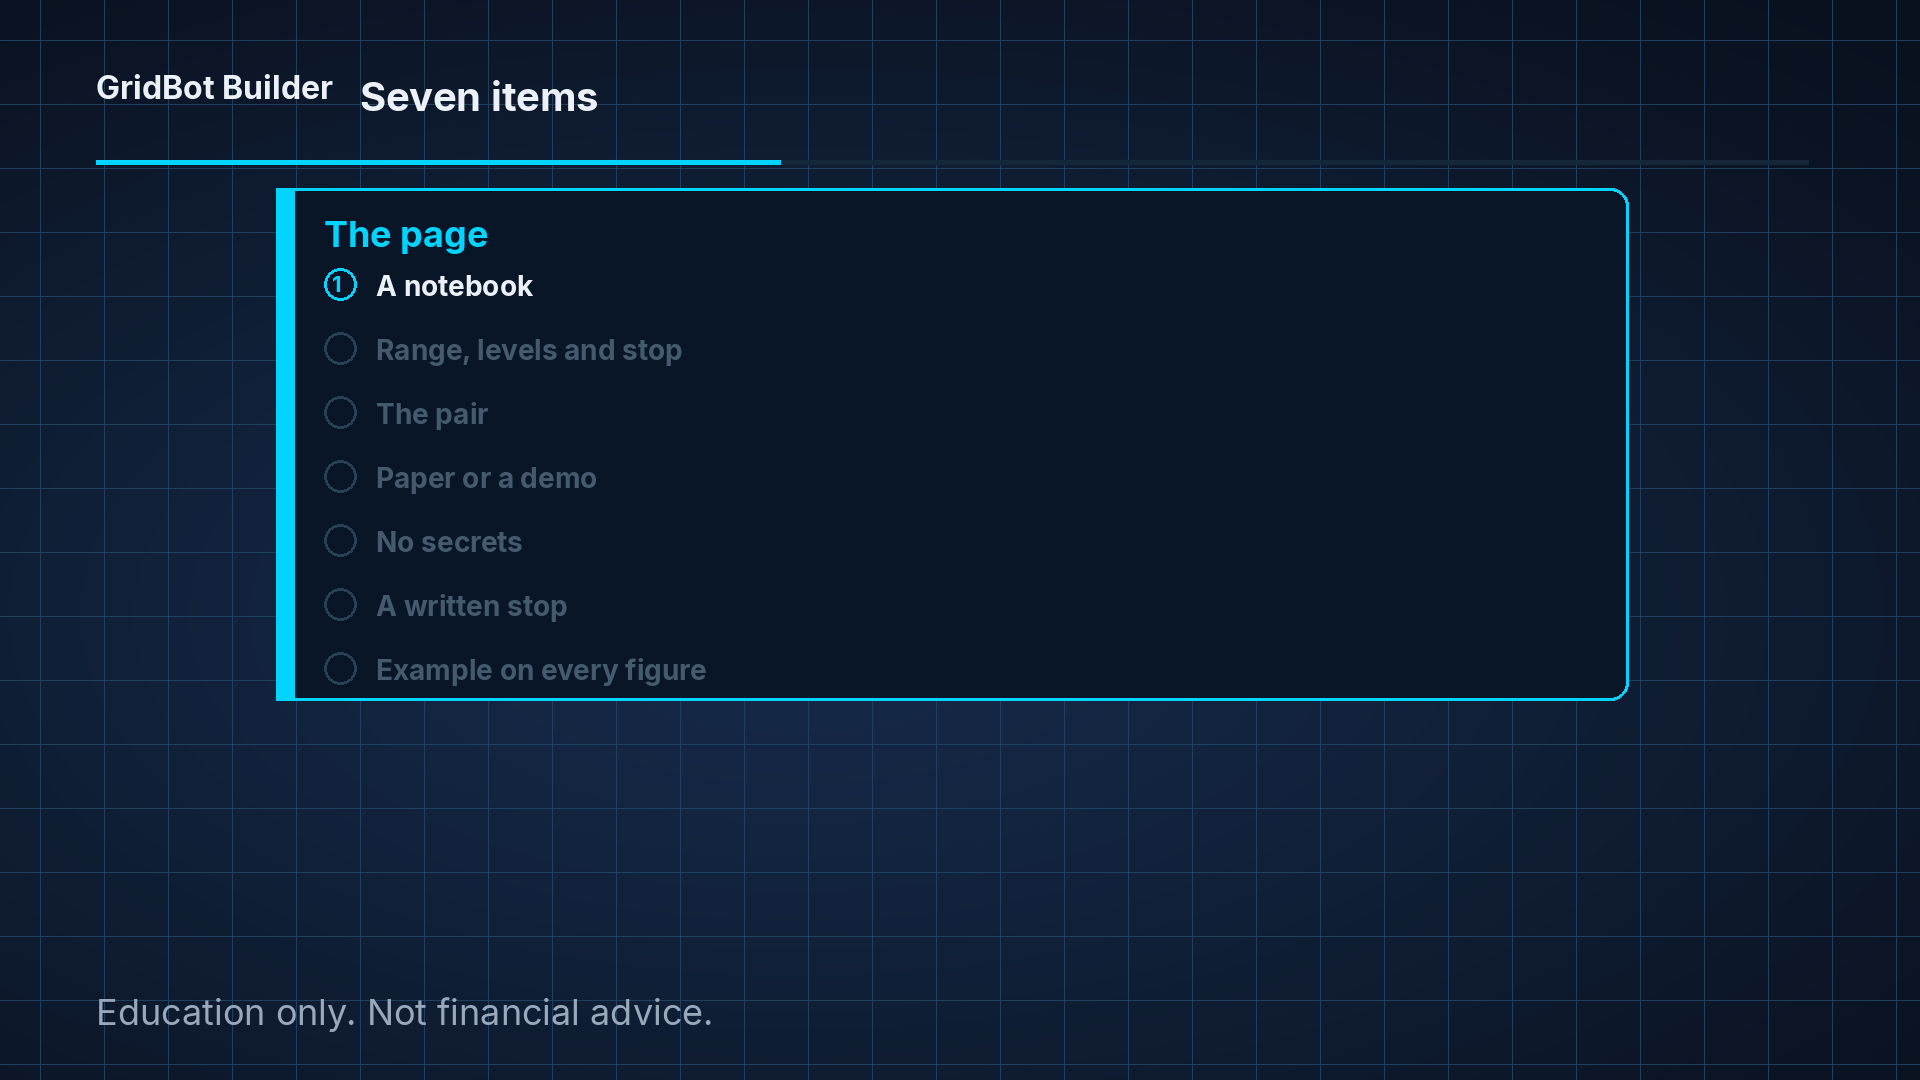 GridBot Builder
Seven items
The page
1 A notebook
Range, levels and stop
The pair
Paper or a demo
No secrets
A written stop
Example on every figure
Education only. Not financial advice.